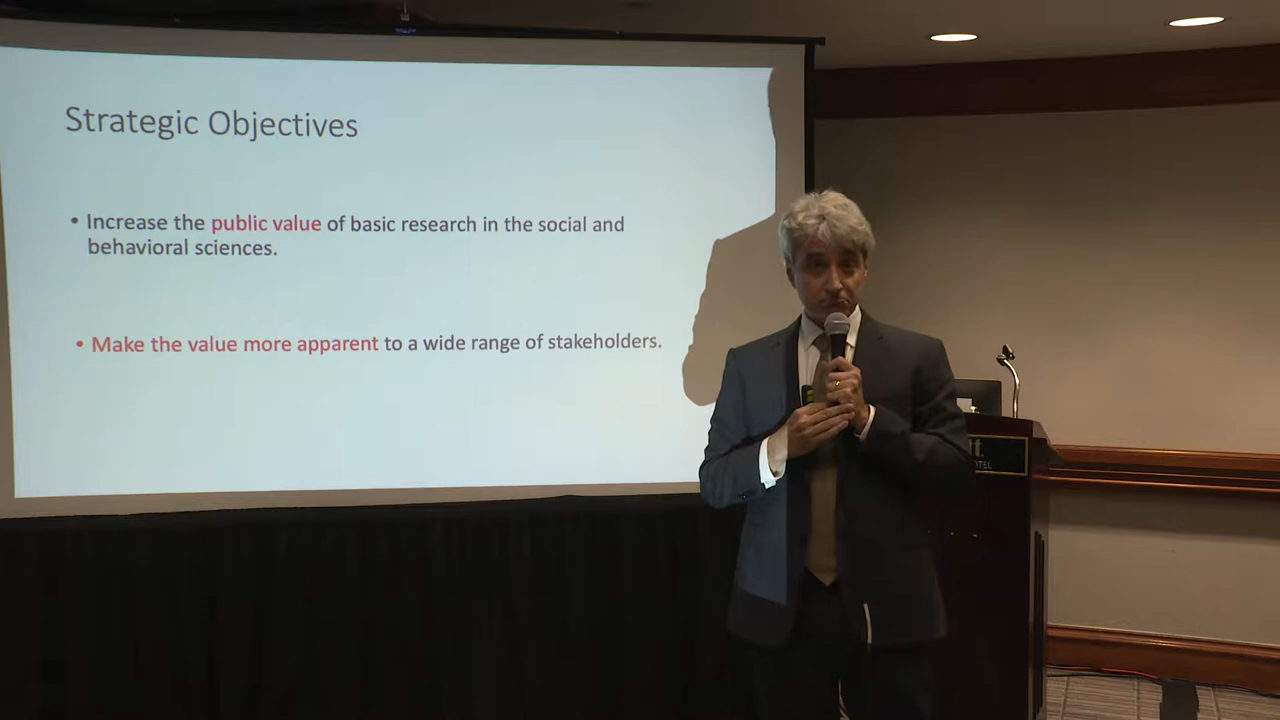 Strategic Objectives
• Increase the public value of basic research in the social and
behavioral sciences.
• Make the value more apparent to a wide range of stakeholders.